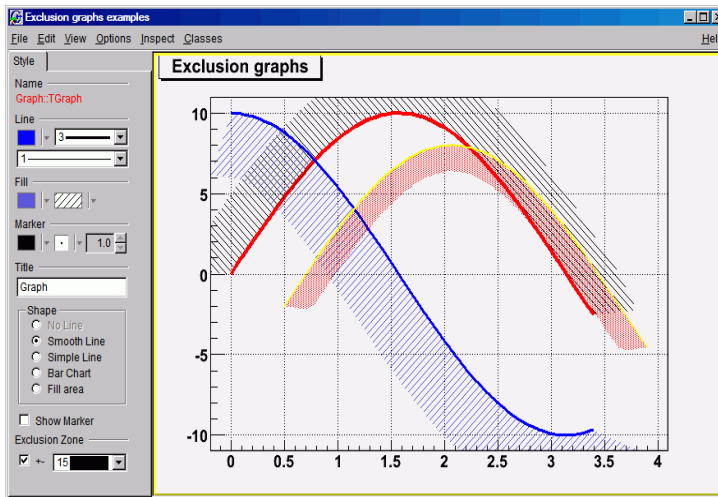 Exclusion graphs examples
File Edit View Options Inspect Classes Hel
Style
Name
Graph::TGraph
Line
3
1
Fill
Marker
1.0
Title
Graph
Shape
No Line
Smooth Line
Simple Line
Bar Chart
Fill area
Show Marker
Exclusion Zone
+- 15
Exclusion graphs
10
5
0
-5
-10
0 0.5 1 1.5 2 2.5 3 3.5 4